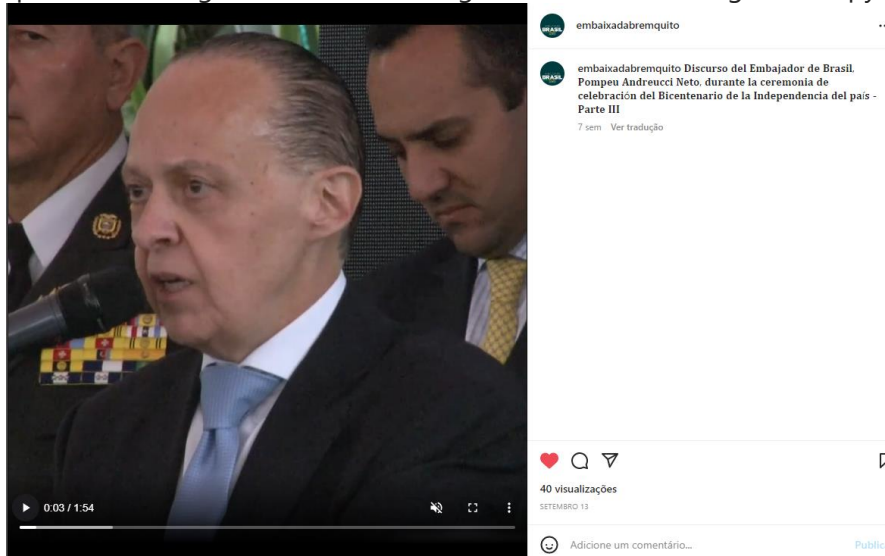 embaixadabremquito
BRASIL
BRASIL
embaixadabremquito Discurso del Embajador de Brasil,
Pompeu Andreucci Neto, durante la ceremonia de
celebración del Bicentenario de la Independencia del país -
Parte III
7 sem Ver tradução
0:03 / 1:54
40 visualizações
SETEMBRO 13
Adicione um comentário...